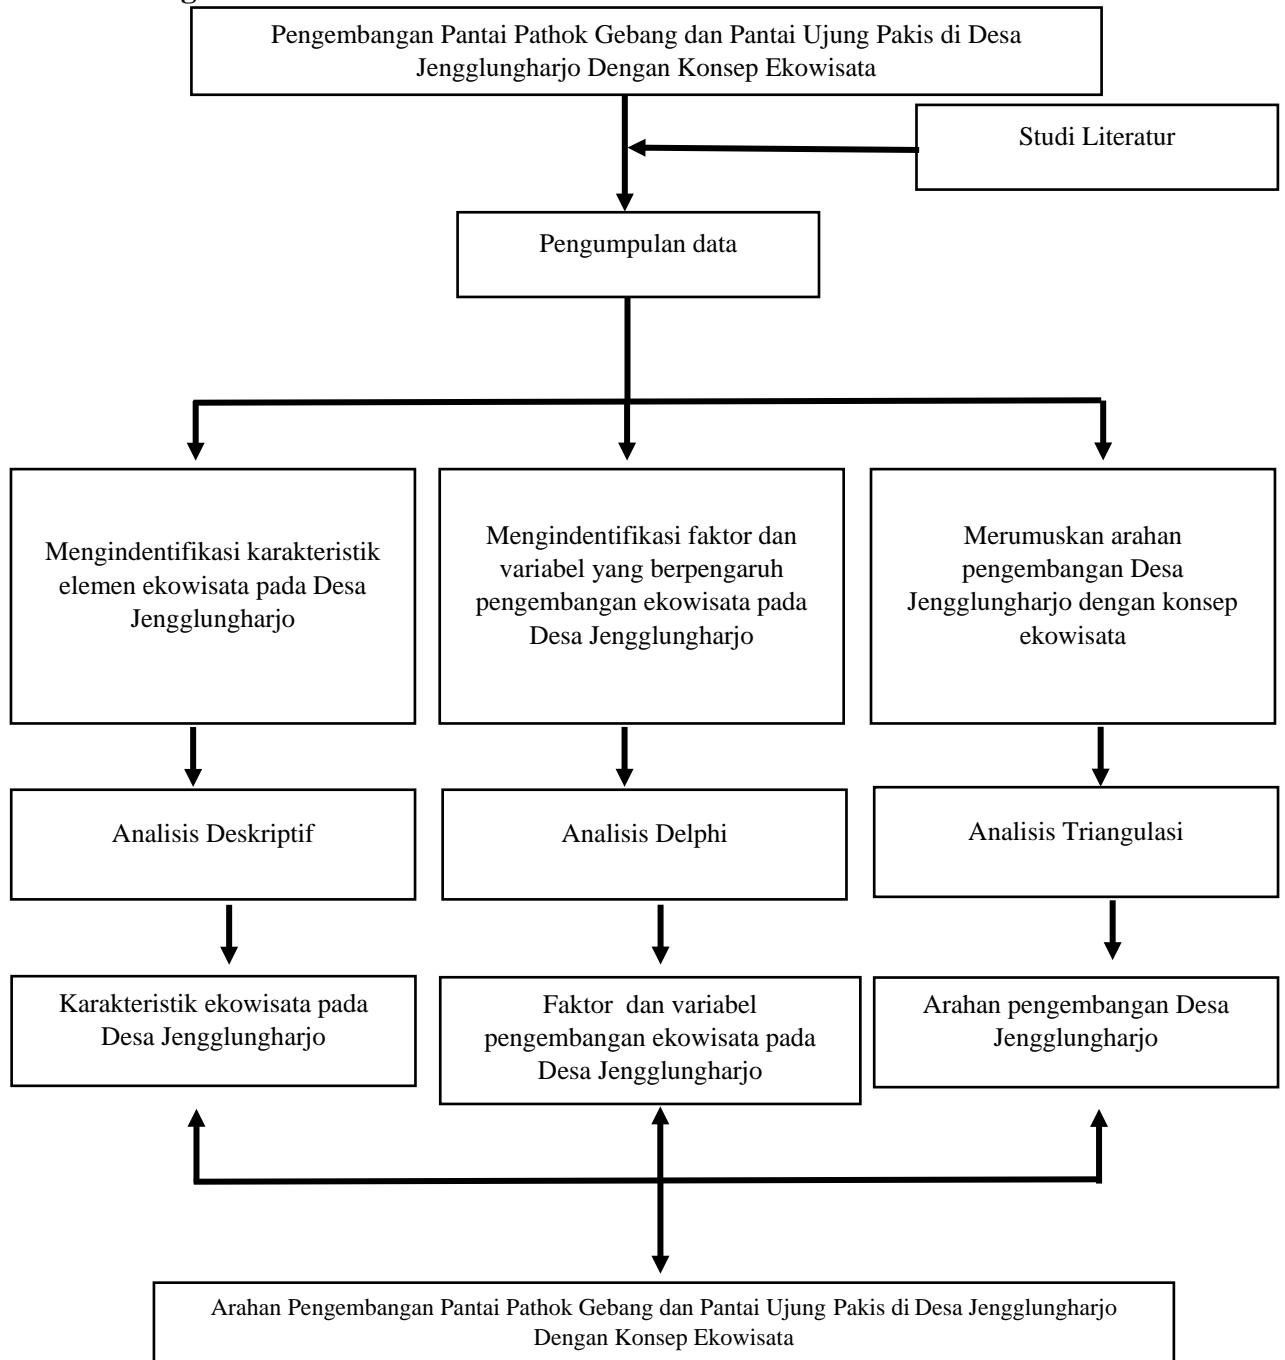 Pengembangan Pantai Pathok Gebang dan Pantai Ujung Pakis di Desa
Jengglungharjo Dengan Konsep Ekowisata
Studi Literatur
Pengumpulan data
Mengindentifikasi karakteristik
elemen ekowisata pada Desa
Jengglungharjo
Mengindentifikasi faktor dan
variabel yang berpengaruh
pengembangan ekowisata pada
Desa Jengglungharjo
Merumuskan arahan
pengembangan Desa
Jengglungharjo dengan konsep
ekowisata
Analisis Deskriptif
Analisis Delphi
Analisis Triangulasi
Karakteristik ekowisata pada
Desa Jengglungharjo
Faktor dan variabel
pengembangan ekowisata pada
Desa Jengglungharjo
Arahan pengembangan Desa
Jengglungharjo
Arahan Pengembangan Pantai Pathok Gebang dan Pantai Ujung Pakis di Desa Jengglungharjo
Dengan Konsep Ekowisata